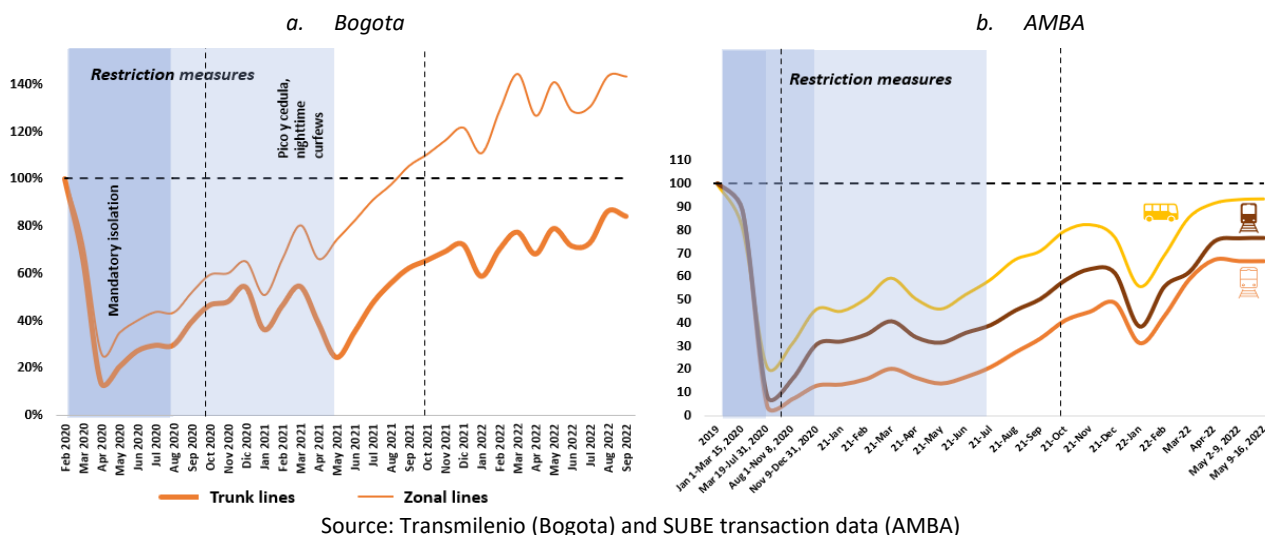 a. Bogota
Restriction measures
140%
120%
100%
80%
60%
40%
20%
0%
Mandatory isolation
Pico y cedula,
nighttime
curfews
Feb 2020
Mar 2020
Apr 2020
May 2020
Jun 2020
Jul 2020
Aug 2020
Sep 2020
Oct 2020
Nov 2020
Dic 2020
Jan 2021
Feb 2021
Mar 2021
Apr 2021
May 2021
Jun 2021
Jul 2021
Aug 2021
Sep 2021
Oct 2021
Nov 2021
Dic 2021
Jan 2022
Feb 2022
Mar 2022
Apr 2022
May 2022
Jun 2022
Jul 2022
Aug 2022
Sep 2022
Trunk lines
Zonal lines
b. AMBA
Restriction measures
110
100
90
80
70
60
50
40
30
20
10
0
2019
Jan 1-Mar 15, 2020
Mar 19-Jul 31, 2020
Aug 1-Nov 8, 2020
Nov 9-Dec 31, 2020
21-Jan
21-Feb
21-Mar
21-Apr
21-May
21-Jun
21-Jul
21-Aug
21-Sep
21-Oct
21-Nov
21-Dec
22-Jan
22-Feb
Mar-22
Apr-22
May 2-9, 2022
May 9-16, 2022
Source: Transmilenio (Bogota) and SUBE transaction data (AMBA)